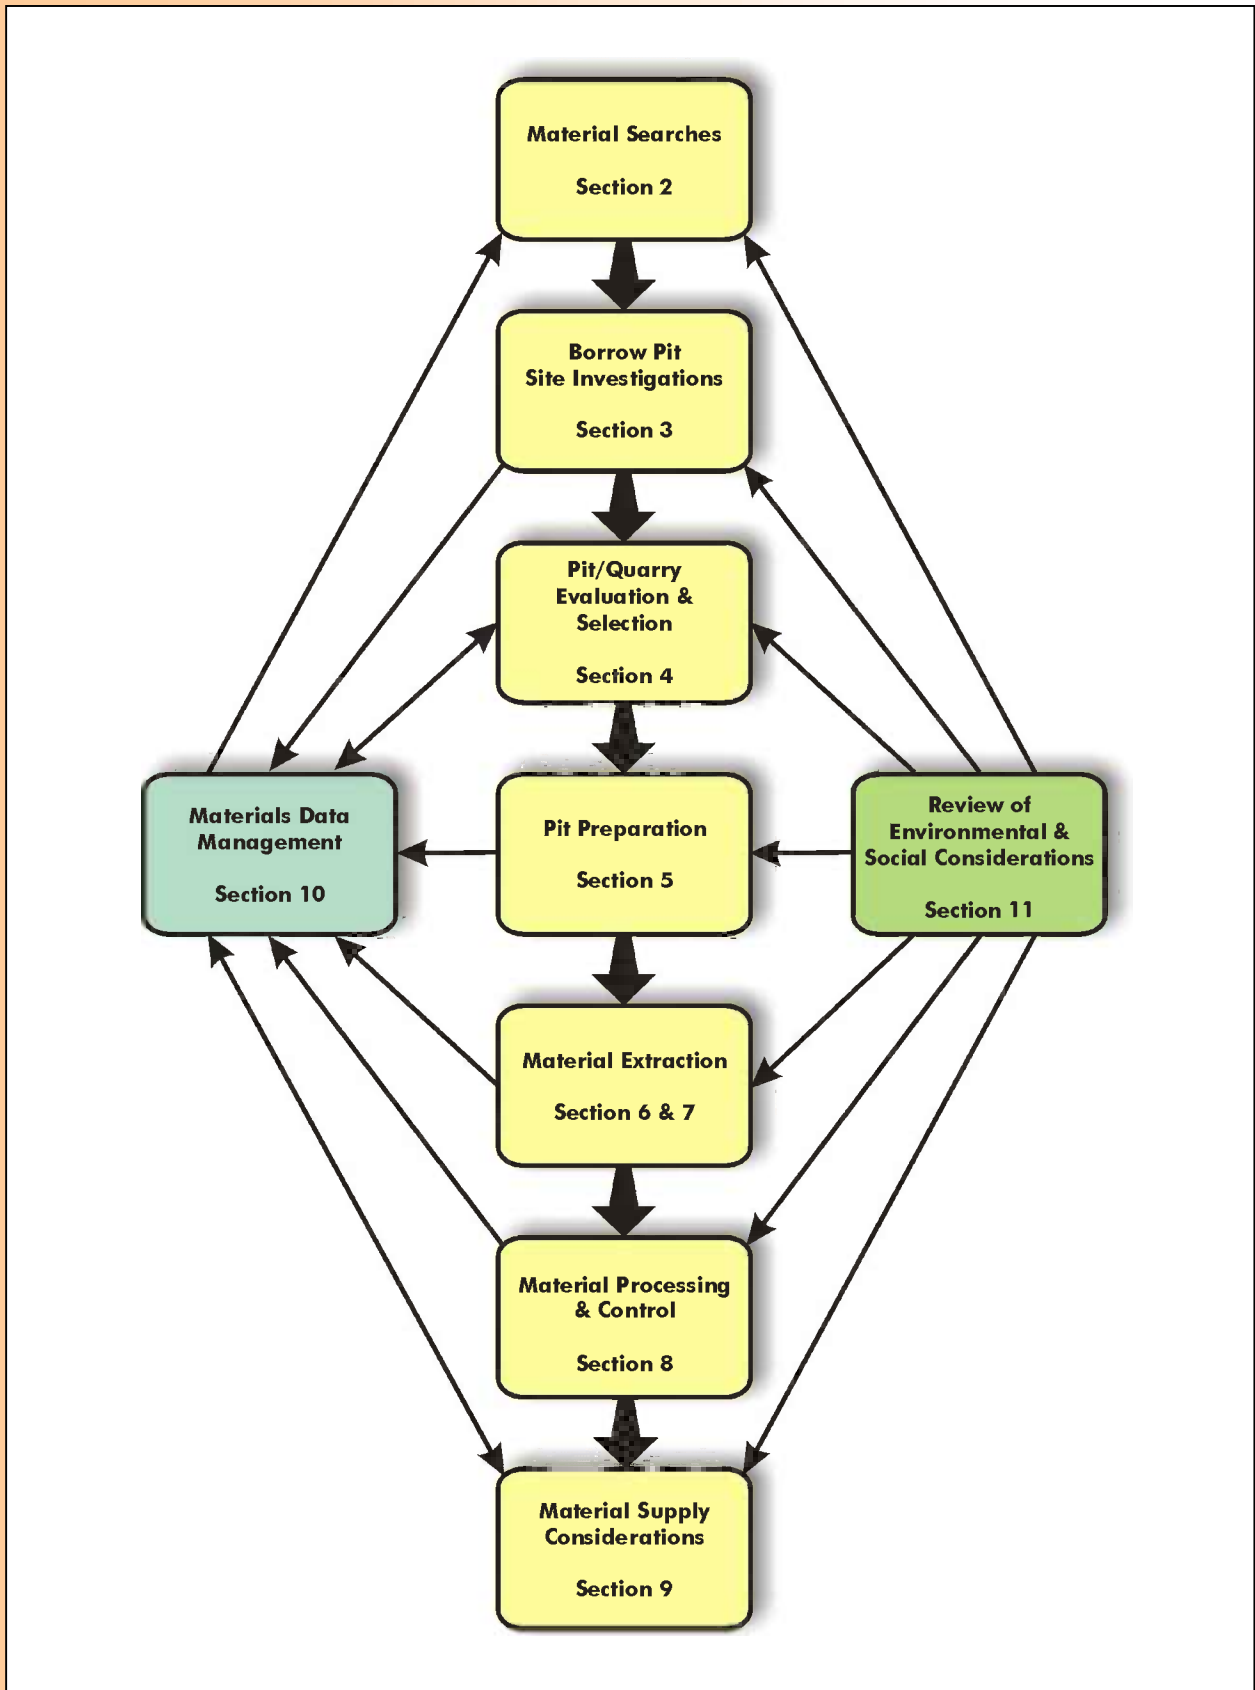 Material Searches
Section 2
Borrow Pit
Site Investigations
Section 3
Pit/Quarry
Evaluation &
Selection
Section 4
Materials Data
Management
Section 10
Pit Preparation
Section 5
Review of
Environmental &
Social Considerations
Section 11
Material Extraction
Section 6 & 7
Material Processing
& Control
Section 8
Material Supply
Considerations
Section 9